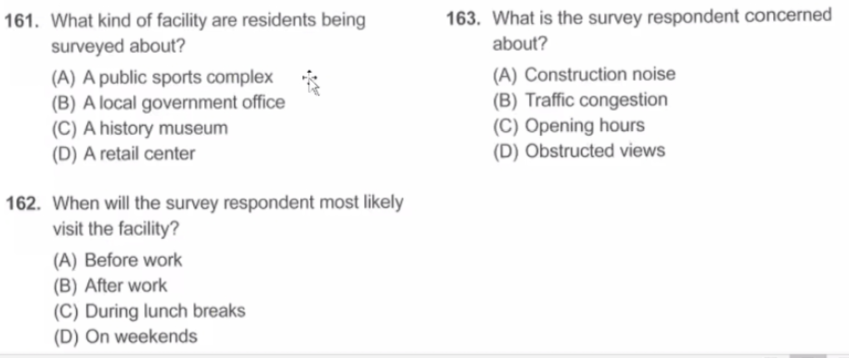 161. What kind of facility are residents being
surveyed about?
(A) A public sports complex
(B) A local government office
(C) A history museum
(D) A retail center
162. When will the survey respondent most likely
visit the facility?
(A) Before work
(B) After work
(C) During lunch breaks
(D) On weekends
163. What is the survey respondent concerned
about?
(A) Construction noise
(B) Traffic congestion
(C) Opening hours
(D) Obstructed views